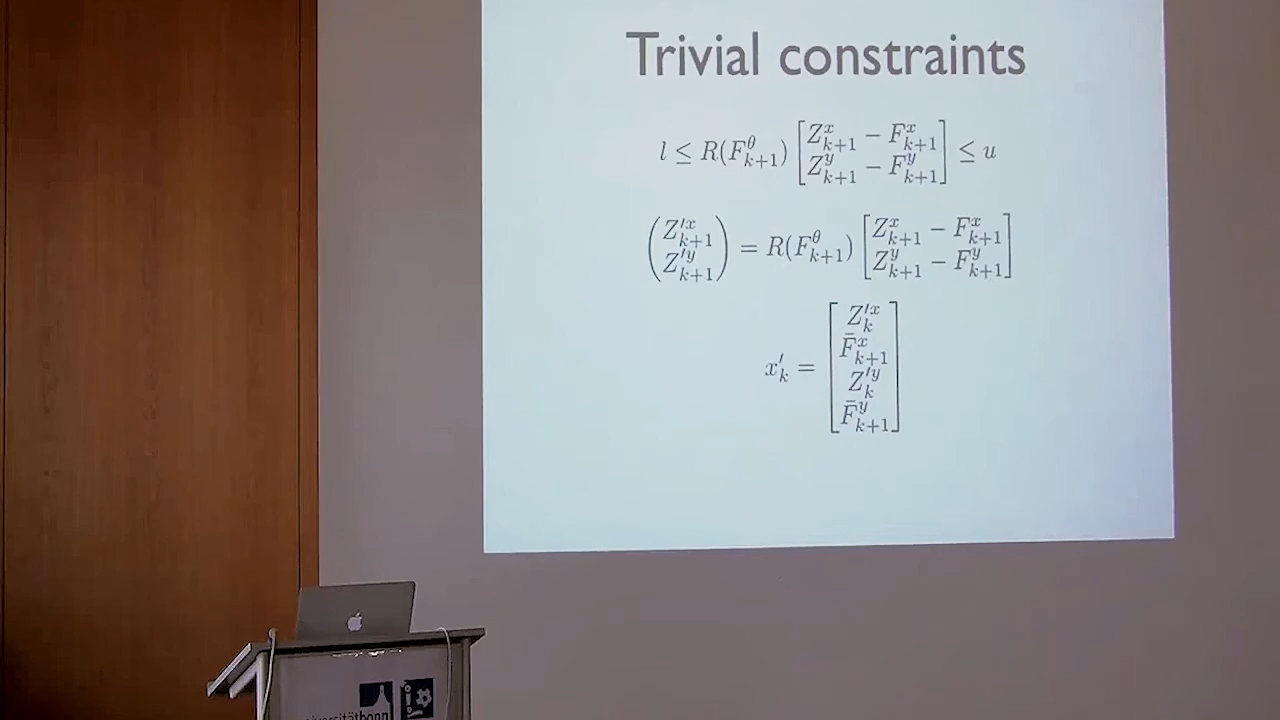 Trivial constraints
l ≤ R(F^θ_{k+1}) [Z^x_{k+1} − F^x_{k+1}; Z^y_{k+1} − F^y_{k+1}] ≤ u
(Z'^x_{k+1}; Z'^y_{k+1}) = R(F^θ_{k+1}) [Z^x_{k+1} − F^x_{k+1}; Z^y_{k+1} − F^y_{k+1}]
x'_k = [Z'^x_k; F̄^x_{k+1}; Z'^y_k; F̄^y_{k+1}]